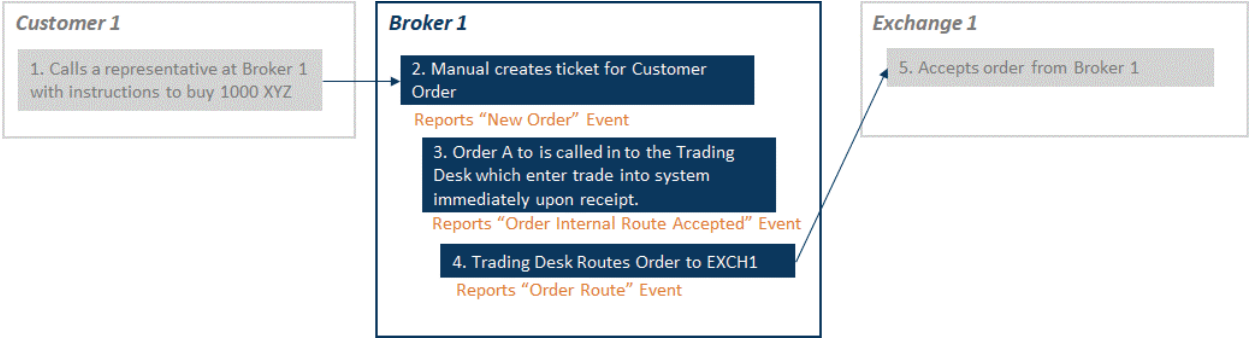 Customer 1
1. Calls a representative at Broker 1
with instructions to buy 1000 XYZ
Broker 1
2. Manual creates ticket for Customer
Order
Reports “New Order” Event
3. Order A to is called in to the Trading
Desk which enter trade into system
immediately upon receipt.
Reports “Order Internal Route Accepted” Event
4. Trading Desk Routes Order to EXCH1
Reports “Order Route” Event
Exchange 1
5. Accepts order from Broker 1